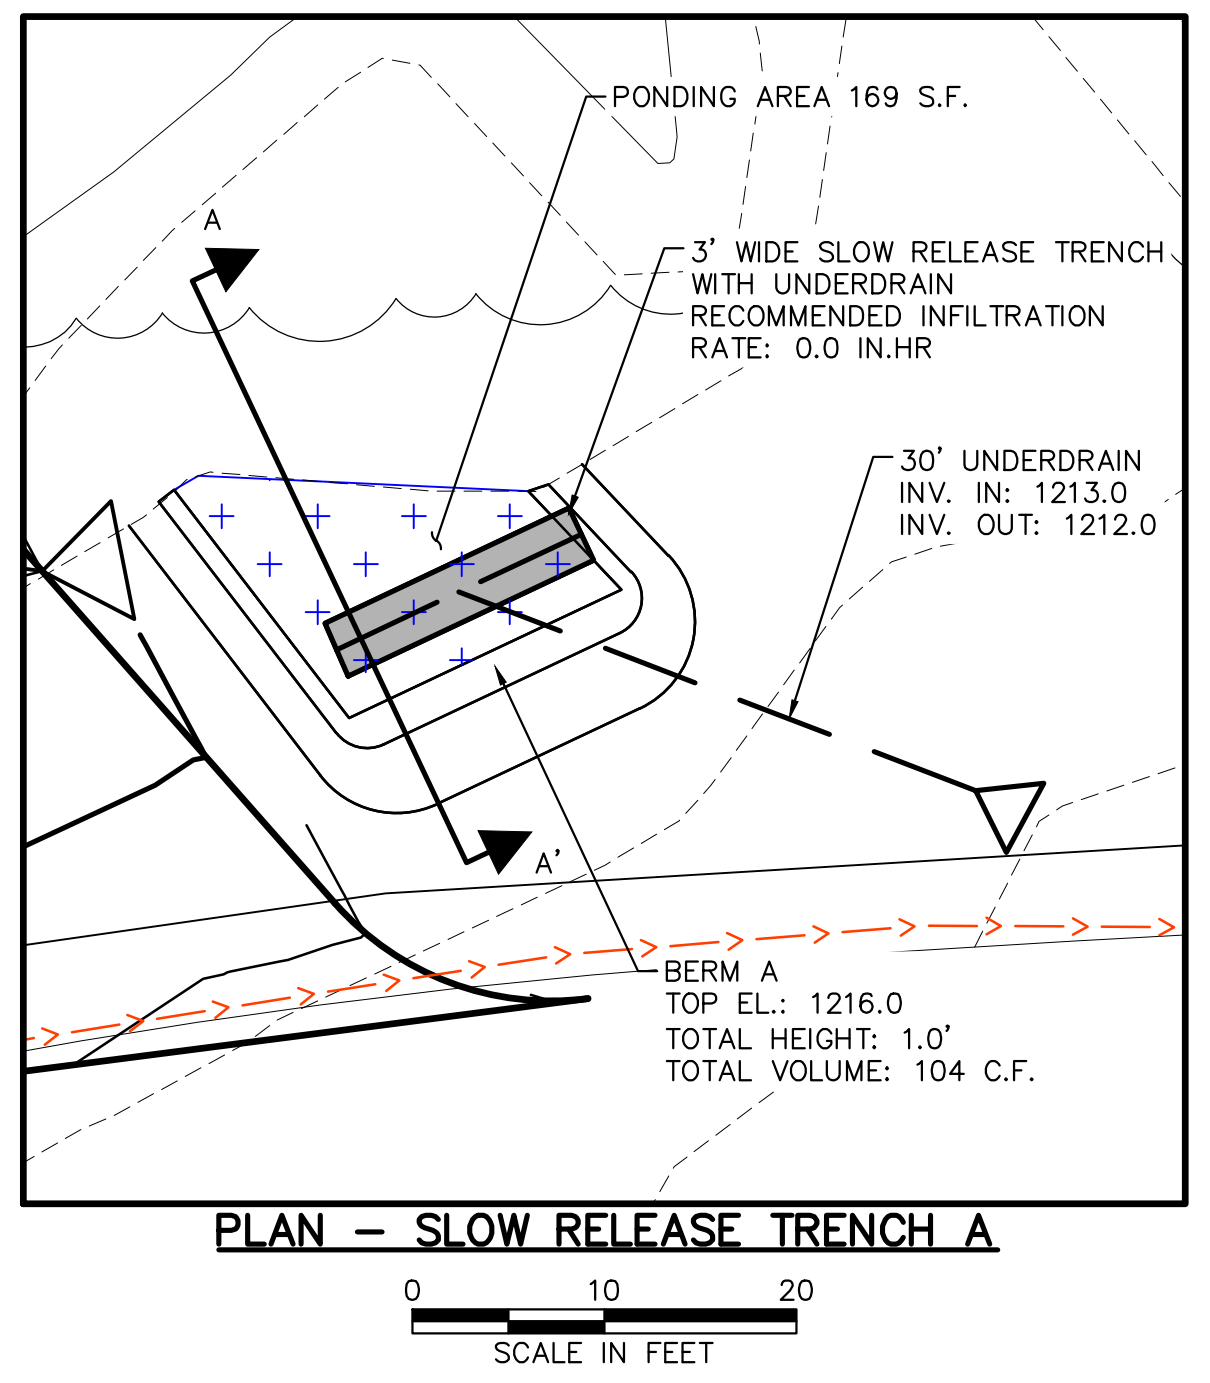 PONDING AREA 169 S.F.
A
3' WIDE SLOW RELEASE TRENCH
WITH UNDERDRAIN
RECOMMENDED INFILTRATION
RATE: 0.0 IN.HR
30' UNDERDRAIN
INV. IN: 1213.0
INV. OUT: 1212.0
A'
BERM A
TOP EL.: 1216.0
TOTAL HEIGHT: 1.0'
TOTAL VOLUME: 104 C.F.
PLAN - SLOW RELEASE TRENCH A
0 10 20
SCALE IN FEET